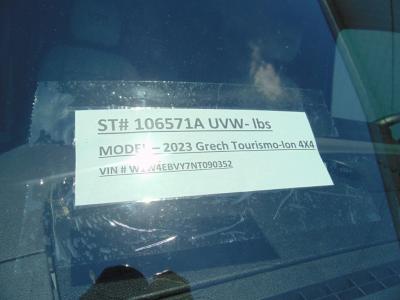 ST# 106571A UVW- lbs
MODEL – 2023 Grech Tourismo-Ion 4X4
VIN # W1W4EBVY7NT090352